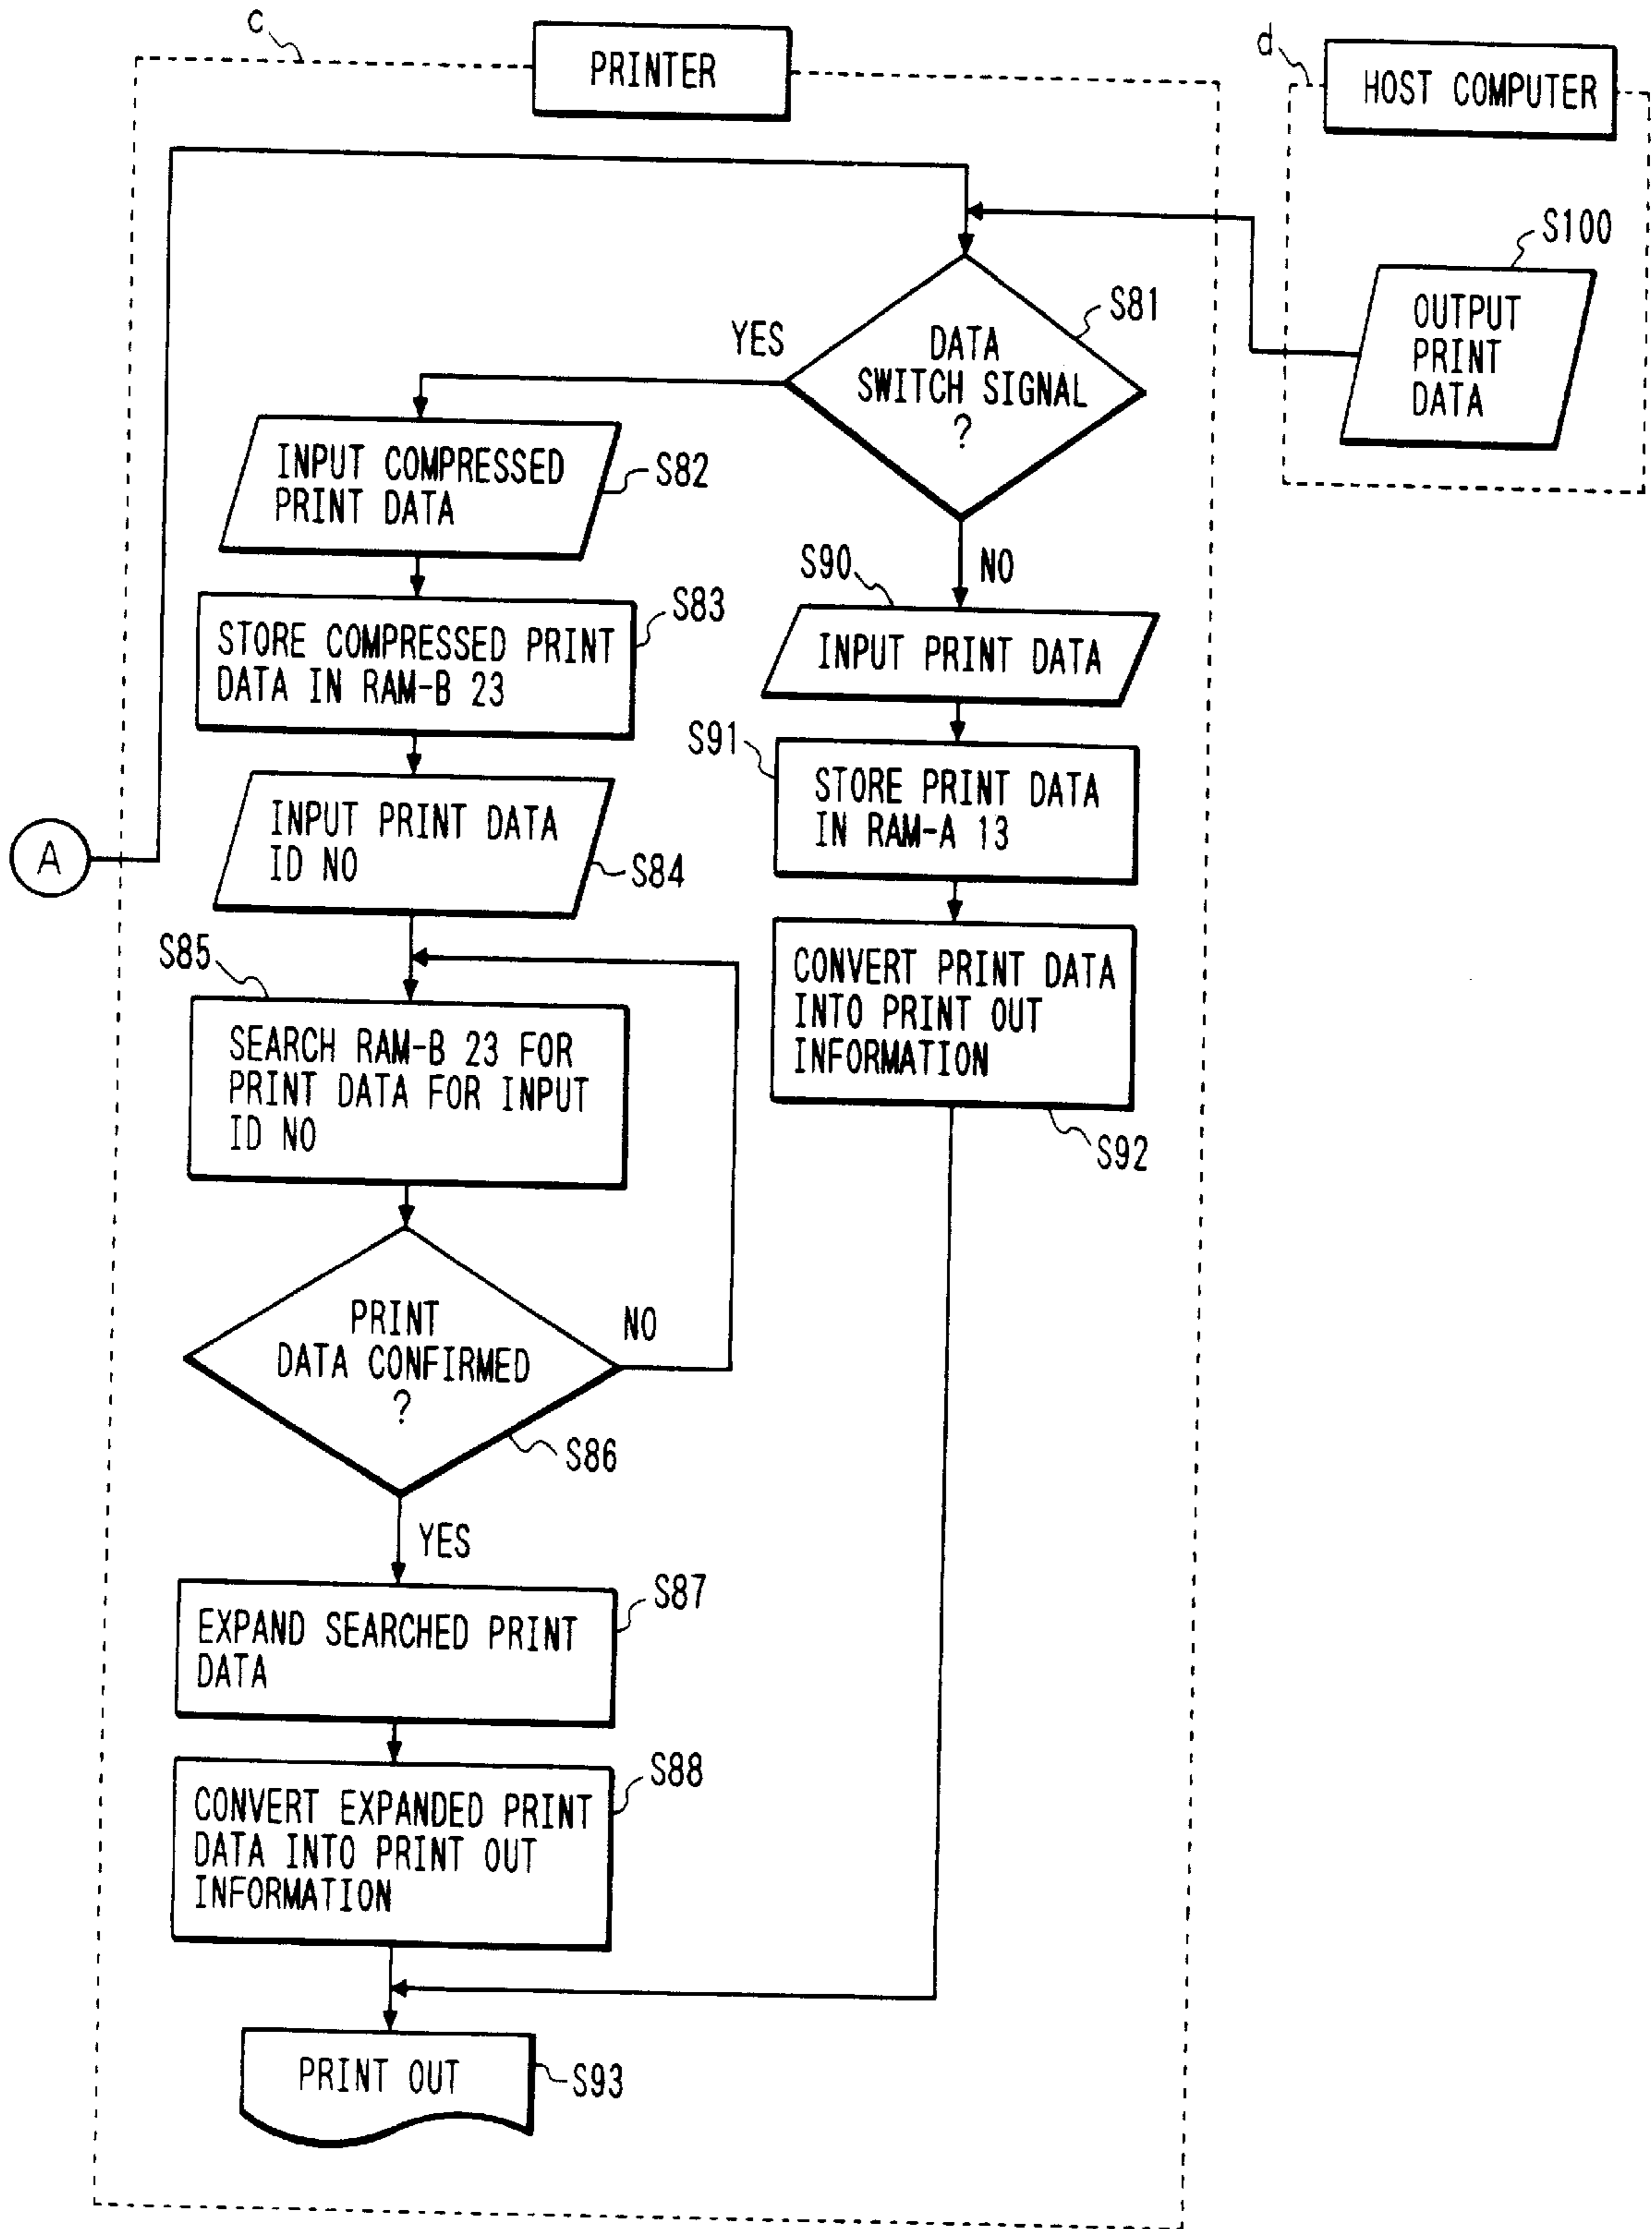 c
PRINTER
d
HOST COMPUTER
S100
OUTPUT
PRINT
DATA
S81
DATA
SWITCH SIGNAL
?
YES
NO
INPUT COMPRESSED
PRINT DATA
S82
STORE COMPRESSED PRINT
DATA IN RAM-B 23
S83
INPUT PRINT DATA
ID NO
S84
A
S85
SEARCH RAM-B 23 FOR
PRINT DATA FOR INPUT
ID NO
PRINT
DATA CONFIRMED
?
NO
S86
YES
EXPAND SEARCHED PRINT
DATA
S87
CONVERT EXPANDED PRINT
DATA INTO PRINT OUT
INFORMATION
S88
S90
INPUT PRINT DATA
S91
STORE PRINT DATA
IN RAM-A 13
CONVERT PRINT DATA
INTO PRINT OUT
INFORMATION
S92
PRINT OUT
S93